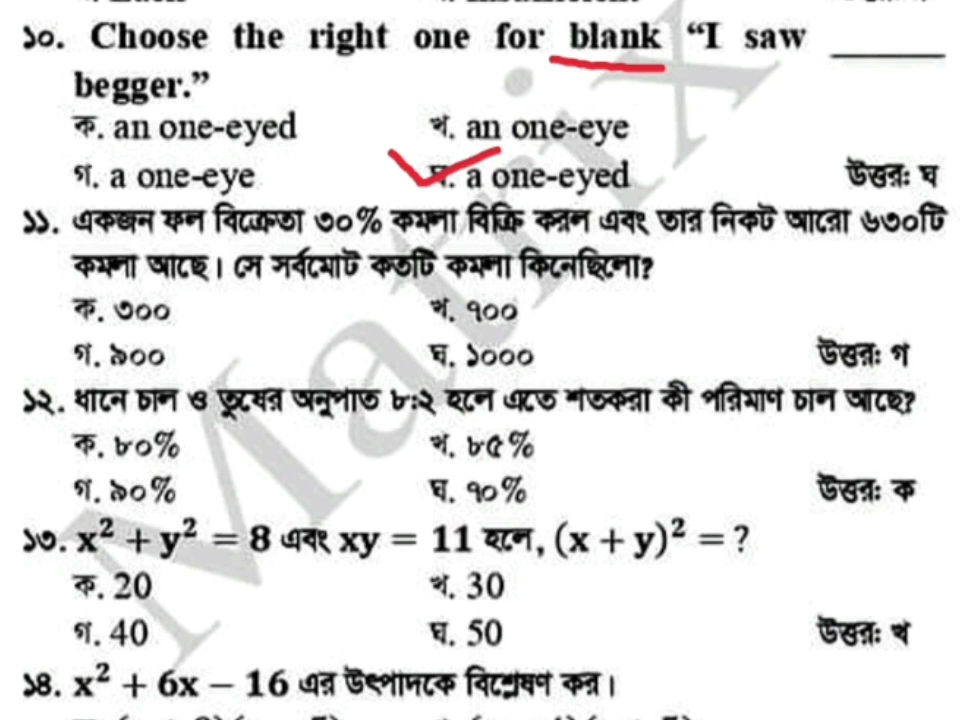 ১০. Choose the right one for blank “I saw ______
begger.”
ক. an one-eyed খ. an one-eye
গ. a one-eye ঘ. a one-eyed উত্তরঃ ঘ
১১. একজন ফল বিক্রেতা ৩০% কমলা বিক্রি করল এবং তার নিকট আরো ৬৩০টি
কমলা আছে। সে সর্বমোট কতটি কমলা কিনেছিলো?
ক. ৩০০ খ. ৭০০
গ. ৯০০ ঘ. ১০০০ উত্তরঃ গ
১২. ধানে চাল ও তুষের অনুপাত ৮:২ হলে এতে শতকরা কী পরিমাণ চাল আছে?
ক. ৮০% খ. ৮৫%
গ. ৯০% ঘ. ৭০% উত্তরঃ ক
১৩. x² + y² = 8 এবং xy = 11 হলে, (x + y)² = ?
ক. 20 খ. 30
গ. 40 ঘ. 50 উত্তরঃ খ
১৪. x² + 6x – 16 এর উৎপাদকে বিশ্লেষণ কর।
Matrix